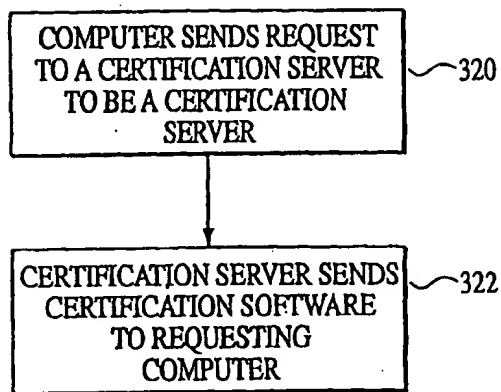 COMPUTER SENDS REQUEST
TO A CERTIFICATION SERVER
TO BE A CERTIFICATION
SERVER
320
CERTIFICATION SERVER SENDS
CERTIFICATION SOFTWARE
TO REQUESTING
COMPUTER
322